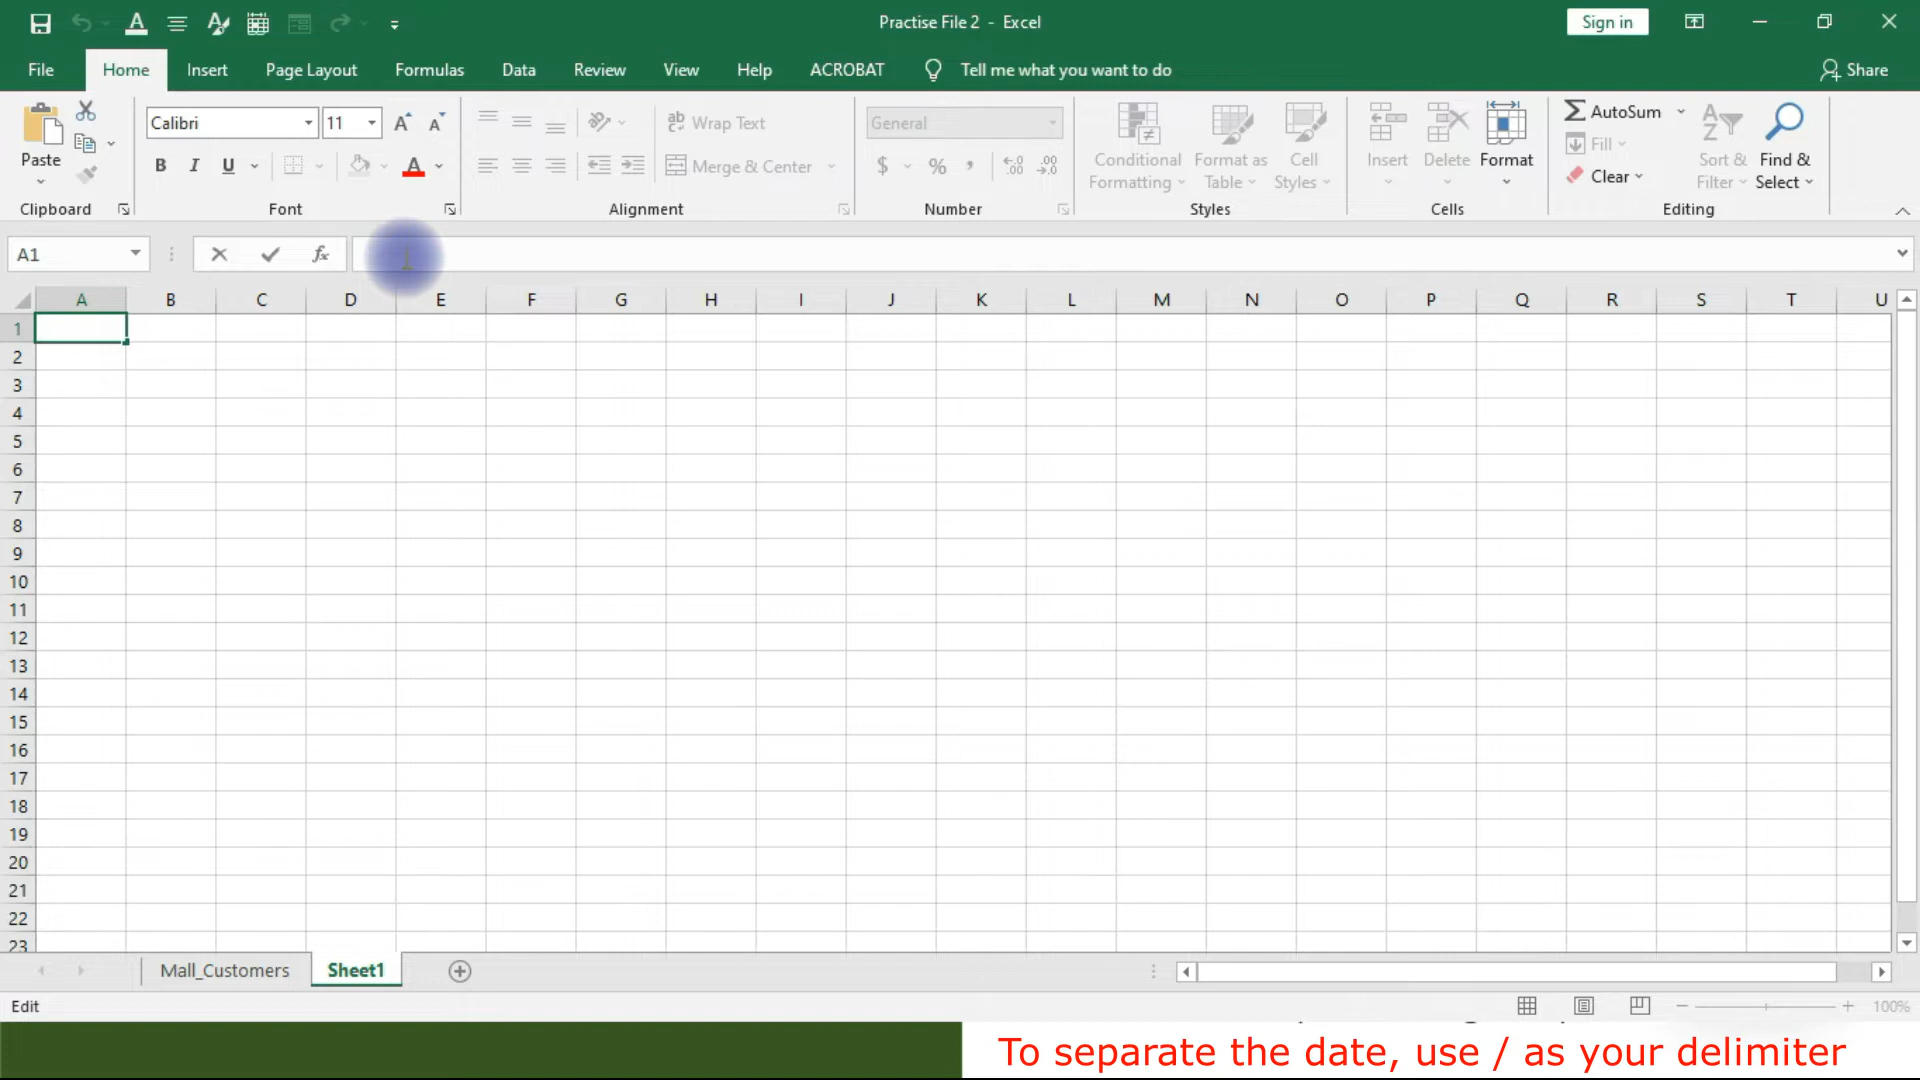 Practise File 2 - Excel
Sign in
File Home Insert Page Layout Formulas Data Review View Help ACROBAT Tell me what you want to do Share
Paste
Clipboard
Calibri 11
B I U A
Font
ab Wrap Text
Merge & Center
Alignment
General
$ % ,
Number
Conditional Formatting
Format as Table
Cell Styles
Styles
Insert Delete Format
Cells
AutoSum
Fill
Clear
Sort & Filter
Find & Select
Editing
A1 fx
A B C D E F G H I J K L M N O P Q R S T U
1
2
3
4
5
6
7
8
9
10
11
12
13
14
15
16
17
18
19
20
21
22
23
Mall_Customers Sheet1
Edit 100%
To separate the date, use / as your delimiter